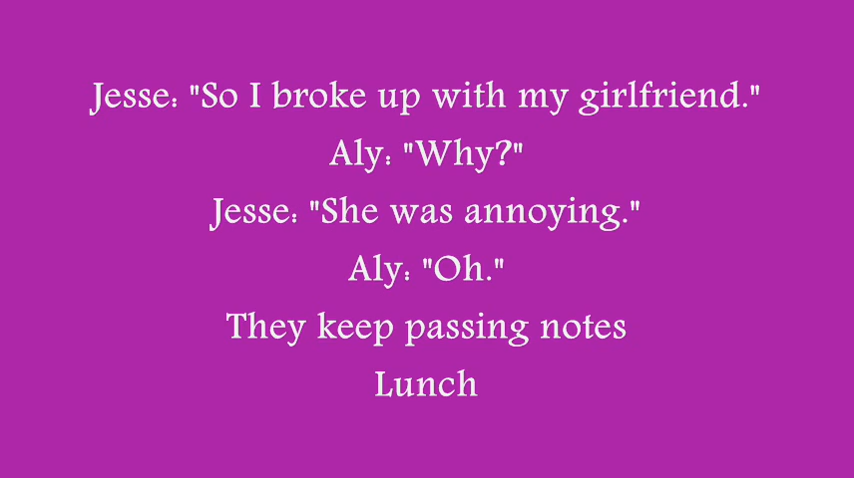 Jesse: "So I broke up with my girlfriend."
Aly: "Why?"
Jesse: "She was annoying."
Aly: "Oh."
They keep passing notes
Lunch